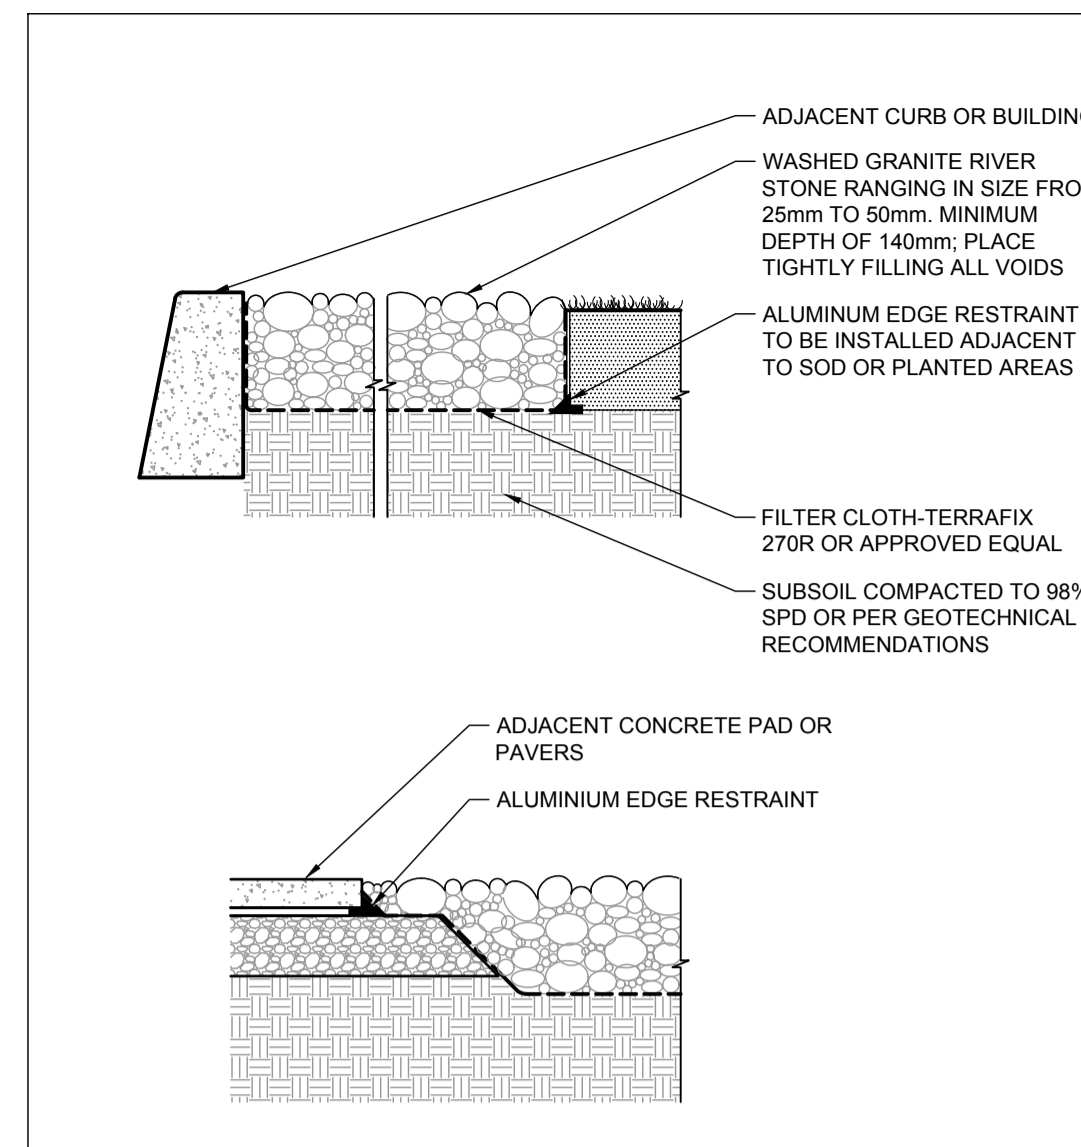 ADJACENT CURB OR BUILDING
WASHED GRANITE RIVER
STONE RANGING IN SIZE FRO
25mm TO 50mm. MINIMUM
DEPTH OF 140mm; PLACE
TIGHTLY FILLING ALL VOIDS
ALUMINUM EDGE RESTRAINT
TO BE INSTALLED ADJACENT
TO SOD OR PLANTED AREAS
FILTER CLOTH-TERRAFIX
270R OR APPROVED EQUAL
SUBSOIL COMPACTED TO 98%
SPD OR PER GEOTECHNICAL
RECOMMENDATIONS
ADJACENT CONCRETE PAD OR
PAVERS
ALUMINIUM EDGE RESTRAINT